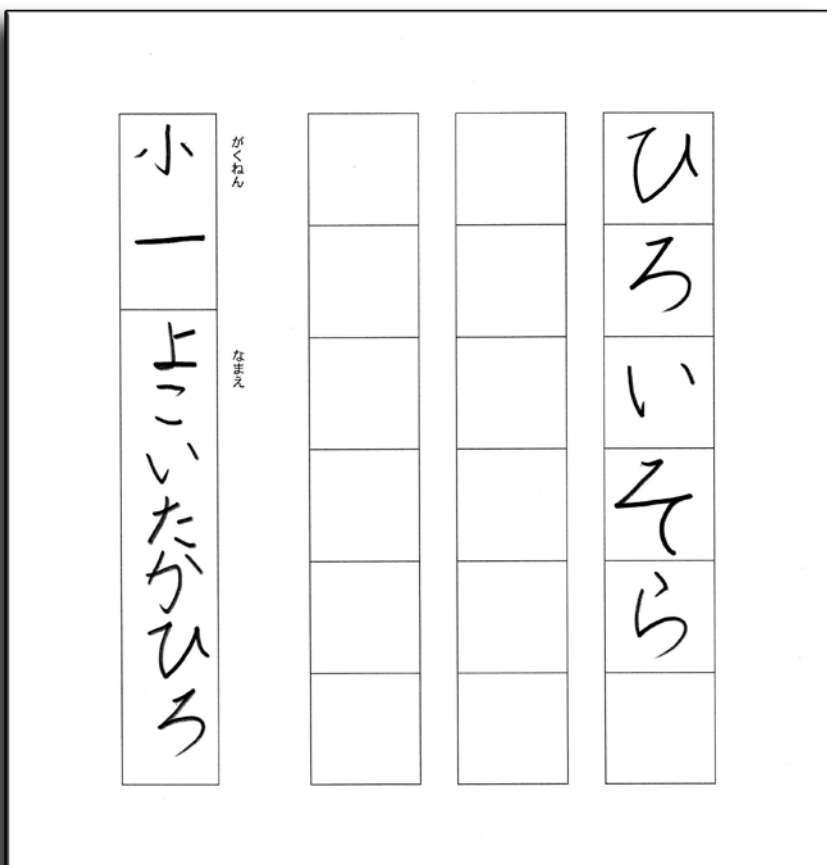 ひろいそら
がくねん
小一
なまえ
よこいたかひろ